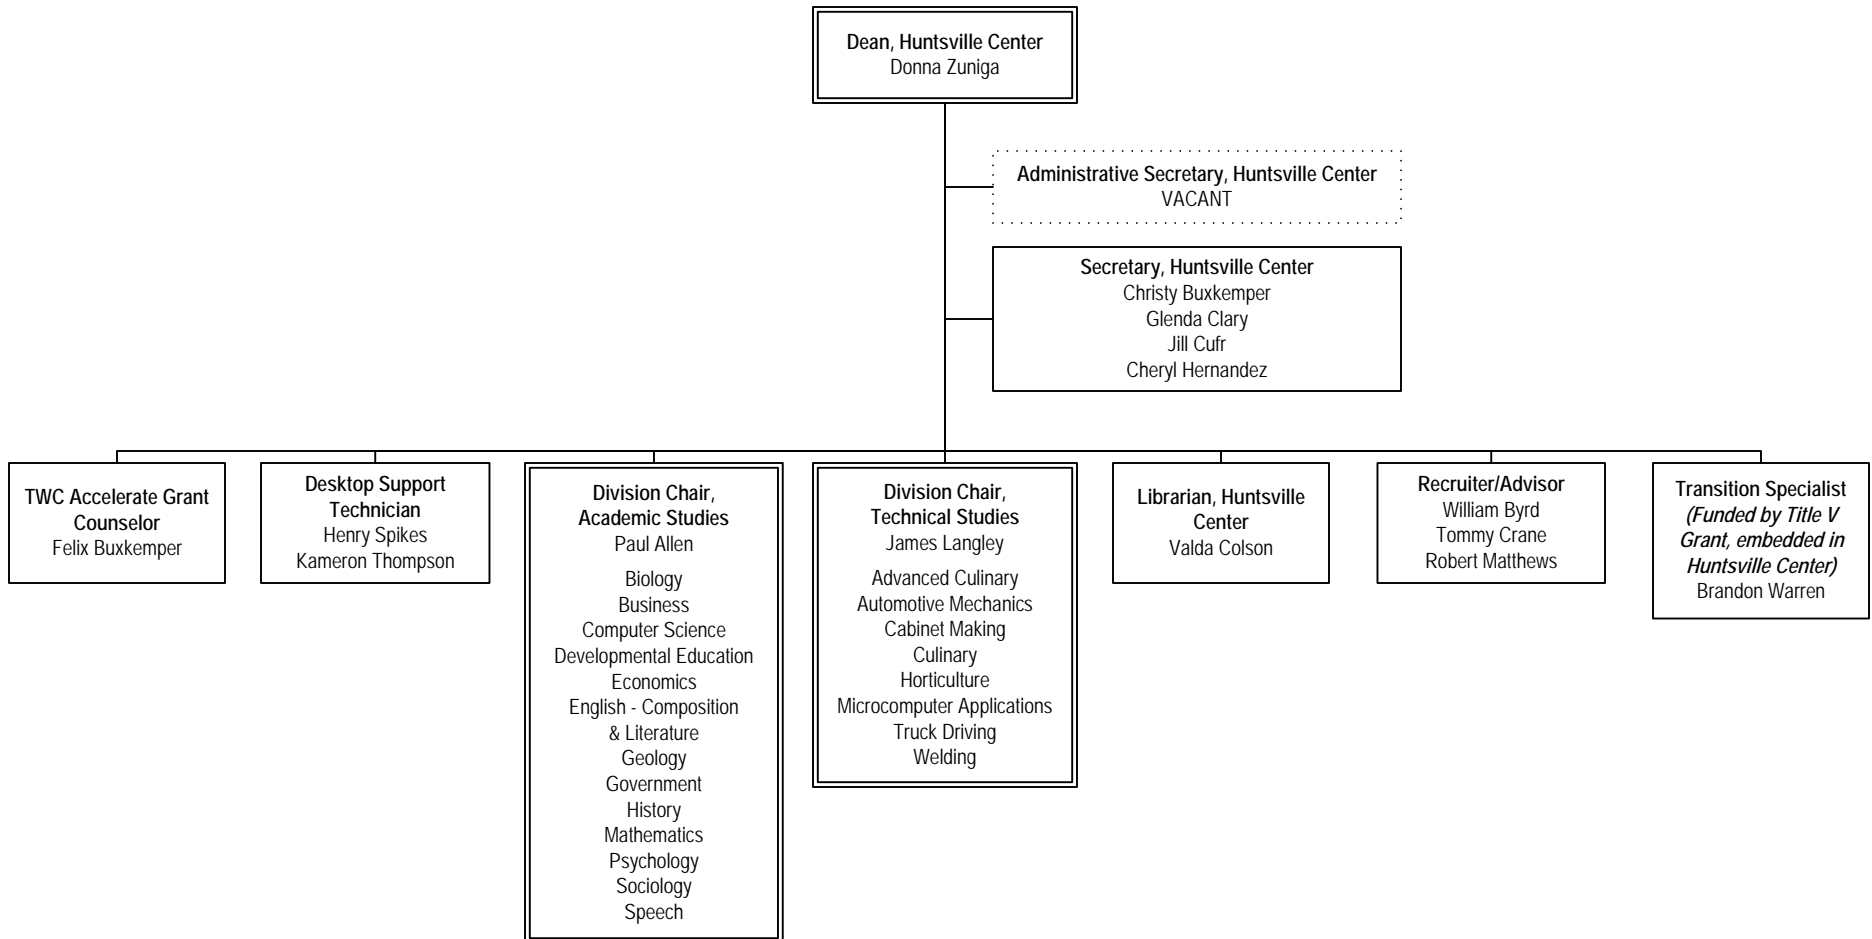 Dean, Huntsville Center
Donna Zuniga
Administrative Secretary, Huntsville Center
VACANT
Secretary, Huntsville Center
Christy Buxkemper
Glenda Clary
Jill Cufr
Cheryl Hernandez
TWC Accelerate Grant
Counselor
Felix Buxkemper
Desktop Support
Technician
Henry Spikes
Kameron Thompson
Division Chair,
Academic Studies
Paul Allen
Biology
Business
Computer Science
Developmental Education
Economics
English - Composition
& Literature
Geology
Government
History
Mathematics
Psychology
Sociology
Speech
Division Chair,
Technical Studies
James Langley
Advanced Culinary
Automotive Mechanics
Cabinet Making
Culinary
Horticulture
Microcomputer Applications
Truck Driving
Welding
Librarian, Huntsville
Center
Valda Colson
Recruiter/Advisor
William Byrd
Tommy Crane
Robert Matthews
Transition Specialist
(Funded by Title V
Grant, embedded in
Huntsville Center)
Brandon Warren